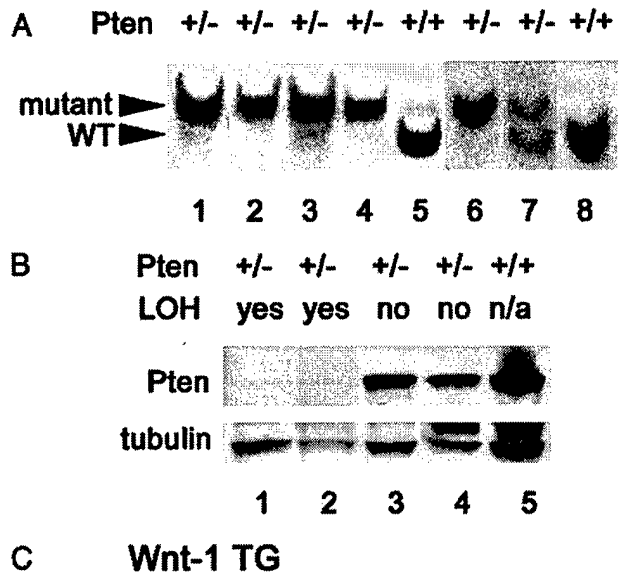 A Pten +/- +/- +/- +/- +/+ +/- +/- +/+
mutant
WT
1 2 3 4 5 6 7 8
B Pten +/- +/- +/- +/- +/+
LOH yes yes no no n/a
Pten
tubulin
1 2 3 4 5
C Wnt-1 TG